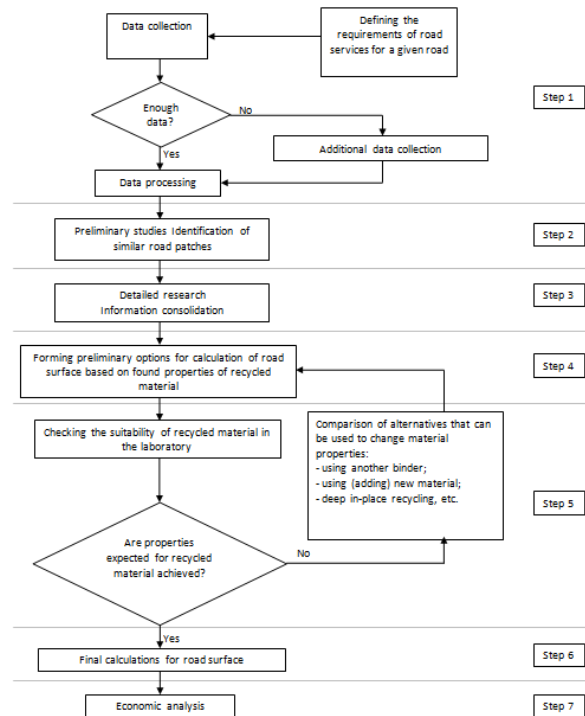 Data collection
Defining the
requirements of road
services for a given road
Step 1
Enough
data?
No
Additional data collection
Yes
Data processing
Preliminary studies Identification of
similar road patches
Step 2
Detailed research
Information consolidation
Step 3
Forming preliminary options for calculation of road
surface based on found properties of recycled
material
Step 4
Checking the suitability of recycled material in
the laboratory
Comparison of alternatives that can
be used to change material
properties:
- using another binder;
- using (adding) new material;
- deep in-place recycling, etc.
Step 5
Are properties
expected for recycled
material achieved?
No
Yes
Final calculations for road surface
Step 6
Economic analysis
Step 7